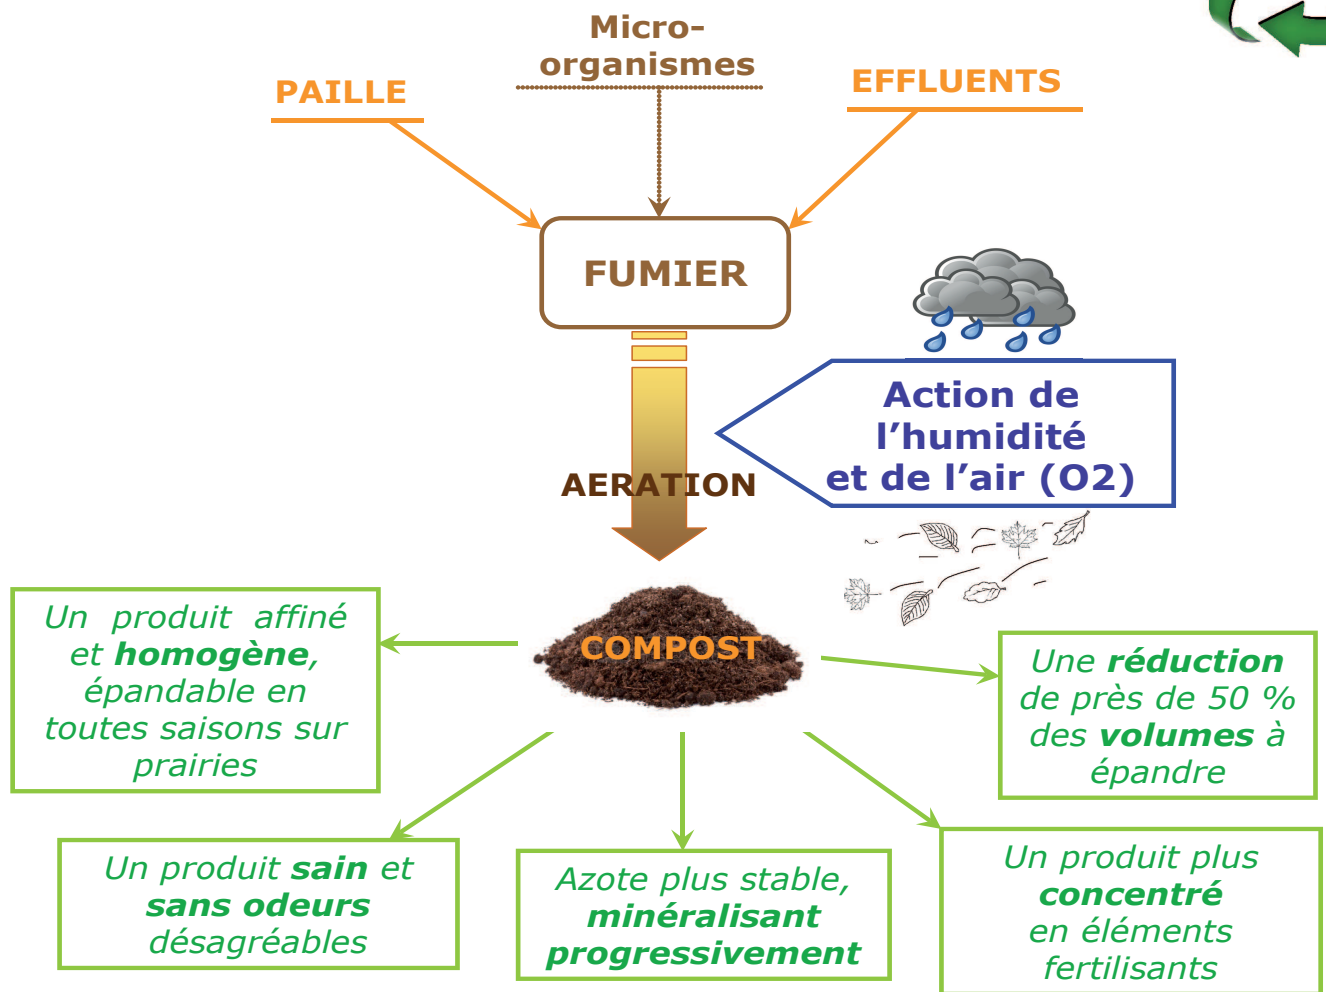 Micro-
organismes
PAILLE
EFFLUENTS
FUMIER
Action de
l’humidité
et de l’air (O2)
AERATION
COMPOST
Un produit affiné
et homogène,
épandable en
toutes saisons sur
prairies
Une réduction
de près de 50 %
des volumes à
épandre
Un produit sain et
sans odeurs
désagréables
Azote plus stable,
minéralisant
progressivement
Un produit plus
concentré
en éléments
fertilisants